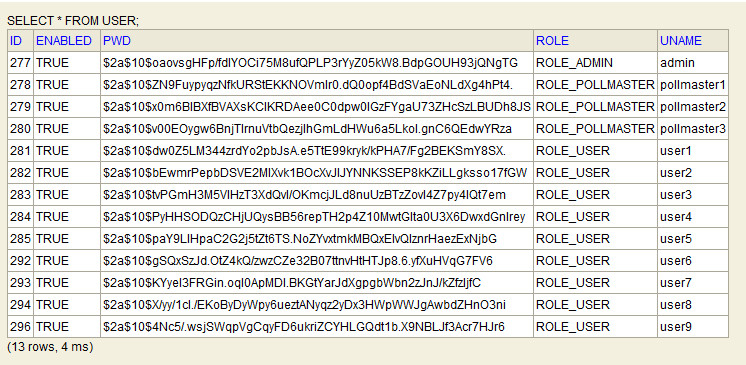 SELECT * FROM USER;
ID ENABLED PWD ROLE UNAME
277 TRUE $2a$10$oaovsgHFp/fdIYOCi75M8ufQPLP3rYyZ05kW8.BdpGOUH93jQNgTG ROLE_ADMIN admin
278 TRUE $2a$10$ZN9FuypyqzNfkURStEKKNOVmIr0.dQ0opf4BdSVaEoNLdXg4hPt4. ROLE_POLLMASTER pollmaster1
279 TRUE $2a$10$x0m6BIBXfBVAXsKCIKRDAee0C0dpw0IGzFYgaU73ZHcSzLBUDh8JS ROLE_POLLMASTER pollmaster2
280 TRUE $2a$10$v00EOygw6BnjTlrnuVtbQezjlhGmLdHWu6a5Lkol.gnC6QEdwYRza ROLE_POLLMASTER pollmaster3
281 TRUE $2a$10$dw0Z5LM344zrdYo2pbJsA.e5TtE99kryk/kPHA7/Fg2BEKSmY8SX. ROLE_USER user1
282 TRUE $2a$10$bEwmrPepbDSVE2MIXvk1BOcXvJIJYNNKSSEP8kKZiLLgksso17fGW ROLE_USER user2
283 TRUE $2a$10$tvPGmH3M5VlHzT3XdQvl/OKmcjJLd8nuUzBTzZovl4Z7py4lQt7em ROLE_USER user3
284 TRUE $2a$10$PyHHSODQzCHjUQysBB56repTH2p4Z10MwtGlta0U3X6DwxdGnlrey ROLE_USER user4
285 TRUE $2a$10$paY9LlHpaC2G2j5tZt6TS.NoZYvxtmkMBQxElvQlznrHaezExNjbG ROLE_USER user5
292 TRUE $2a$10$gSQxSzJd.OtZ4kQ/zwzCZe32B07ttnvHtHTJp8.6.yfXuHVqG7FV6 ROLE_USER user6
293 TRUE $2a$10$KYyel3FRGin.oql0ApMDl.BKGtYarJdXgpgbWbn2zJnJ/kZfzljfC ROLE_USER user7
294 TRUE $2a$10$X/yy/1cl./EKoByDyWpy6ueztANyqz2yDx3HWpWWJgAwbdZHnO3ni ROLE_USER user8
296 TRUE $2a$10$4Nc5/.wsjSWqpVgCqyFD6ukriZCYHLGQdt1b.X9NBLJf3Acr7HJr6 ROLE_USER user9
(13 rows, 4 ms)